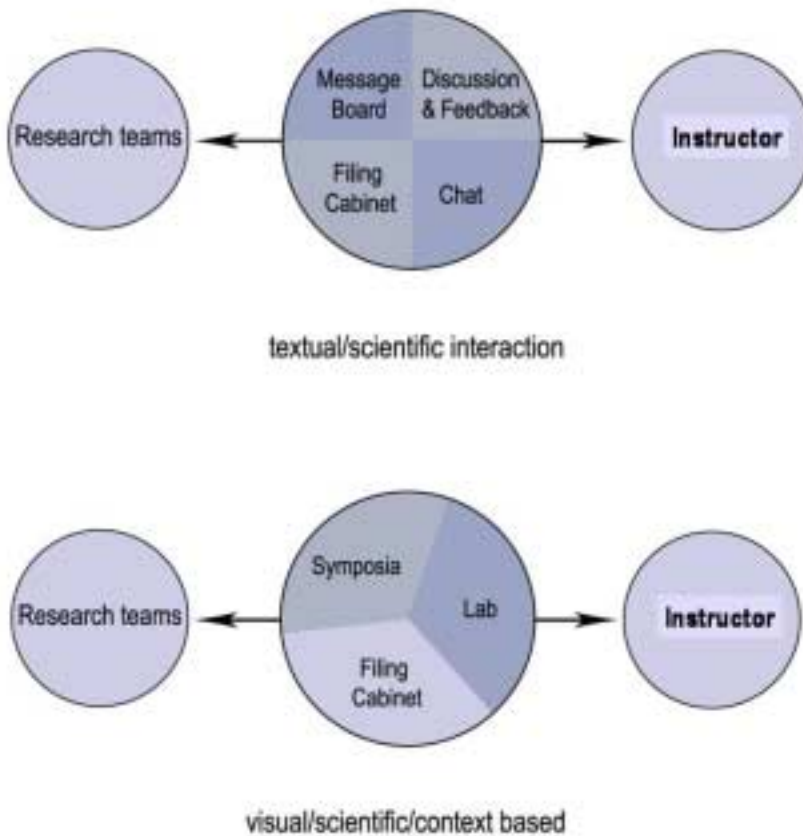 Message
Board
Discussion
& Feedback
Research teams
Instructor
Filing
Cabinet
Chat
textual/scientific interaction
Symposia
Lab
Research teams
Instructor
Filing
Cabinet
visual/scientific/context based